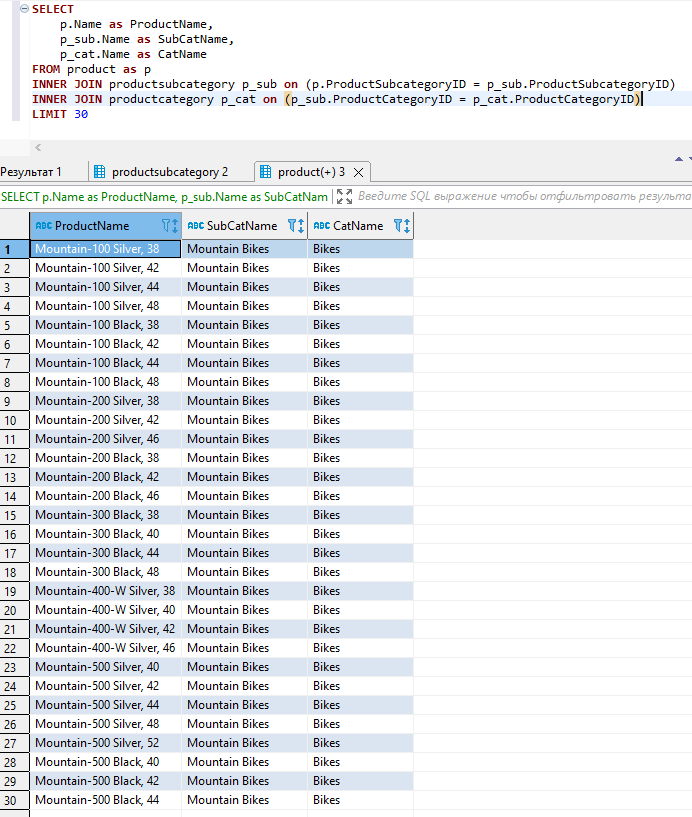 SELECT
p.Name as ProductName,
p_sub.Name as SubCatName,
p_cat.Name as CatName
FROM product as p
INNER JOIN productsubcategory p_sub on (p.ProductSubcategoryID = p_sub.ProductSubcategoryID)
INNER JOIN productcategory p_cat on (p_sub.ProductCategoryID = p_cat.ProductCategoryID)
LIMIT 30
Результат 1 productsubcategory 2 product(+) 3
SELECT p.Name as ProductName, p_sub.Name as SubCatNam Введите SQL выражение чтобы отфильтровать результа
ABC ProductName ABC SubCatName ABC CatName
1 Mountain-100 Silver, 38 Mountain Bikes Bikes
2 Mountain-100 Silver, 42 Mountain Bikes Bikes
3 Mountain-100 Silver, 44 Mountain Bikes Bikes
4 Mountain-100 Silver, 48 Mountain Bikes Bikes
5 Mountain-100 Black, 38 Mountain Bikes Bikes
6 Mountain-100 Black, 42 Mountain Bikes Bikes
7 Mountain-100 Black, 44 Mountain Bikes Bikes
8 Mountain-100 Black, 48 Mountain Bikes Bikes
9 Mountain-200 Silver, 38 Mountain Bikes Bikes
10 Mountain-200 Silver, 42 Mountain Bikes Bikes
11 Mountain-200 Silver, 46 Mountain Bikes Bikes
12 Mountain-200 Black, 38 Mountain Bikes Bikes
13 Mountain-200 Black, 42 Mountain Bikes Bikes
14 Mountain-200 Black, 46 Mountain Bikes Bikes
15 Mountain-300 Black, 38 Mountain Bikes Bikes
16 Mountain-300 Black, 40 Mountain Bikes Bikes
17 Mountain-300 Black, 44 Mountain Bikes Bikes
18 Mountain-300 Black, 48 Mountain Bikes Bikes
19 Mountain-400-W Silver, 38 Mountain Bikes Bikes
20 Mountain-400-W Silver, 40 Mountain Bikes Bikes
21 Mountain-400-W Silver, 42 Mountain Bikes Bikes
22 Mountain-400-W Silver, 46 Mountain Bikes Bikes
23 Mountain-500 Silver, 40 Mountain Bikes Bikes
24 Mountain-500 Silver, 42 Mountain Bikes Bikes
25 Mountain-500 Silver, 44 Mountain Bikes Bikes
26 Mountain-500 Silver, 48 Mountain Bikes Bikes
27 Mountain-500 Silver, 52 Mountain Bikes Bikes
28 Mountain-500 Black, 40 Mountain Bikes Bikes
29 Mountain-500 Black, 42 Mountain Bikes Bikes
30 Mountain-500 Black, 44 Mountain Bikes Bikes